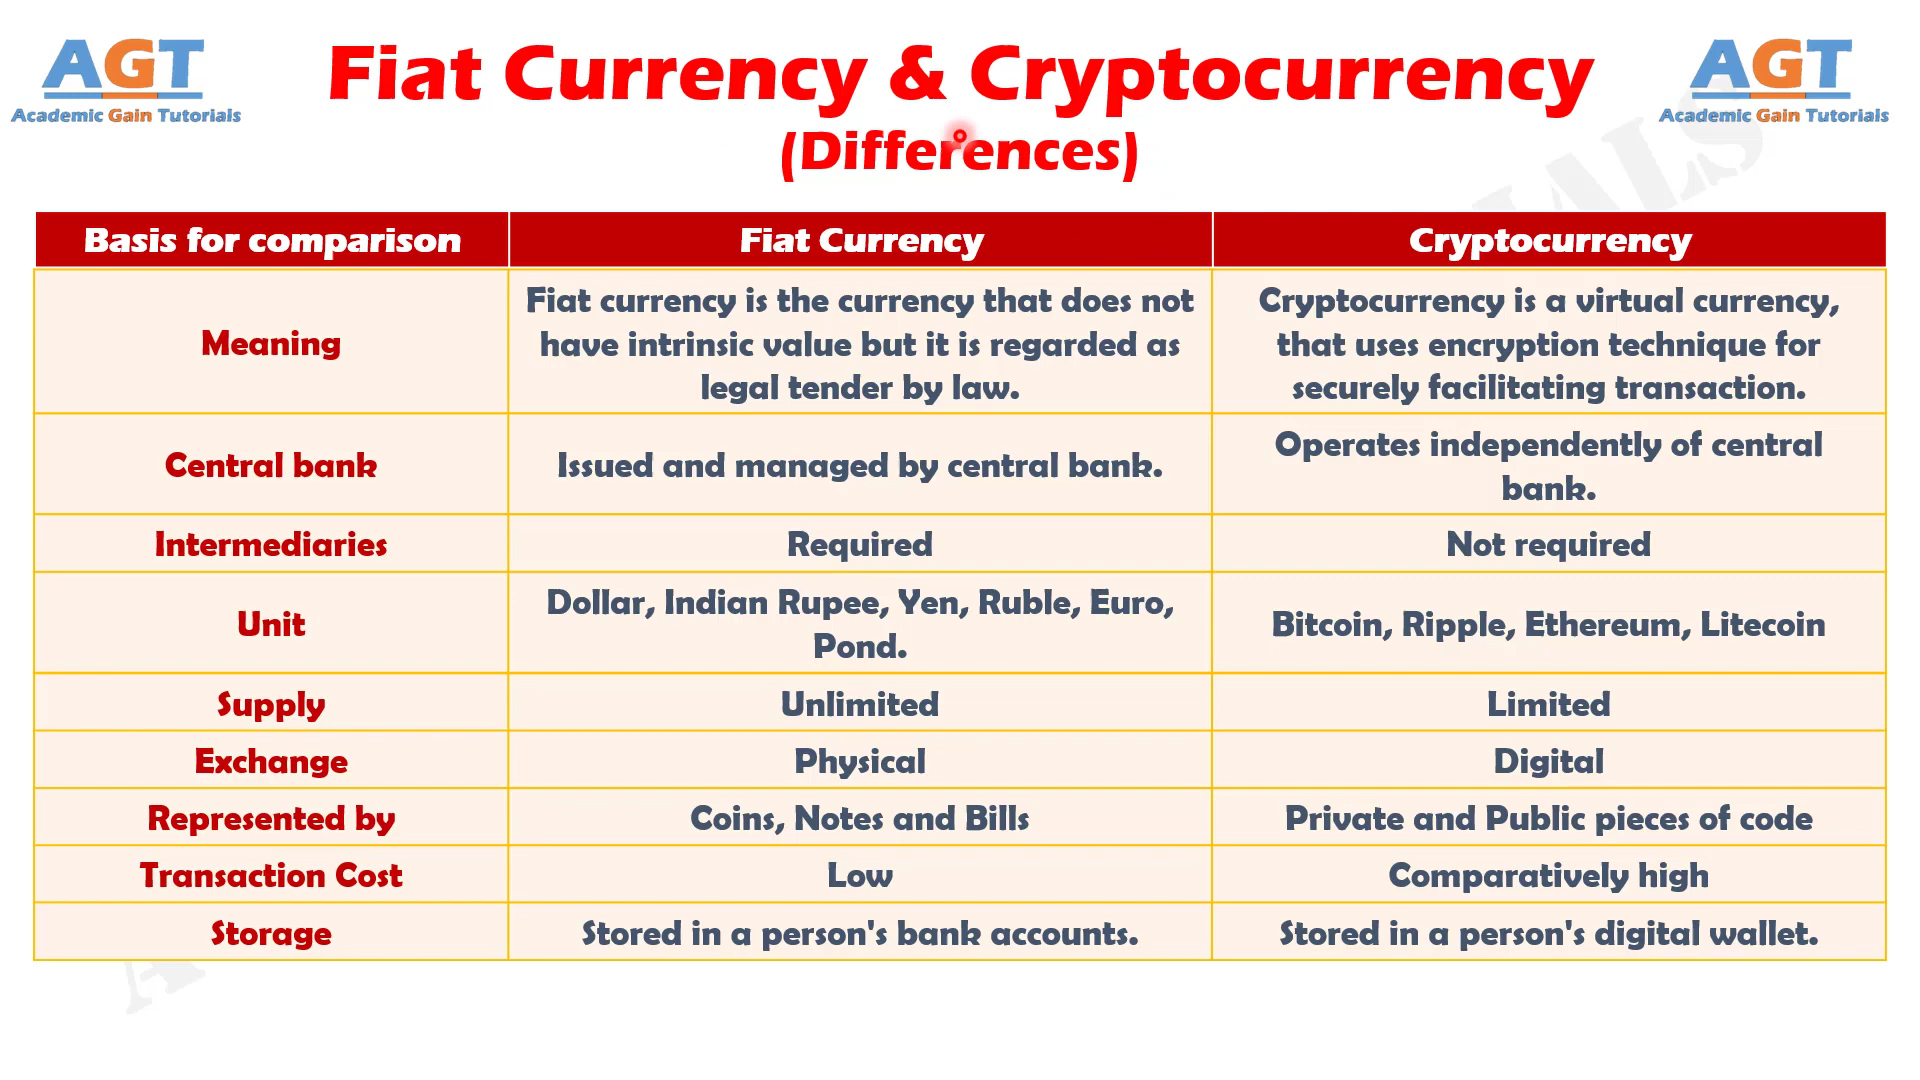 AGT
Academic Gain Tutorials
Fiat Currency & Cryptocurrency
(Differences)
AGT
Academic Gain Tutorials
Basis for comparison
Fiat Currency
Cryptocurrency
Meaning
Fiat currency is the currency that does not
have intrinsic value but it is regarded as
legal tender by law.
Cryptocurrency is a virtual currency,
that uses encryption technique for
securely facilitating transaction.
Central bank
Issued and managed by central bank.
Operates independently of central
bank.
Intermediaries
Required
Not required
Unit
Dollar, Indian Rupee, Yen, Ruble, Euro,
Pond.
Bitcoin, Ripple, Ethereum, Litecoin
Supply
Unlimited
Limited
Exchange
Physical
Digital
Represented by
Coins, Notes and Bills
Private and Public pieces of code
Transaction Cost
Low
Comparatively high
Storage
Stored in a person's bank accounts.
Stored in a person's digital wallet.